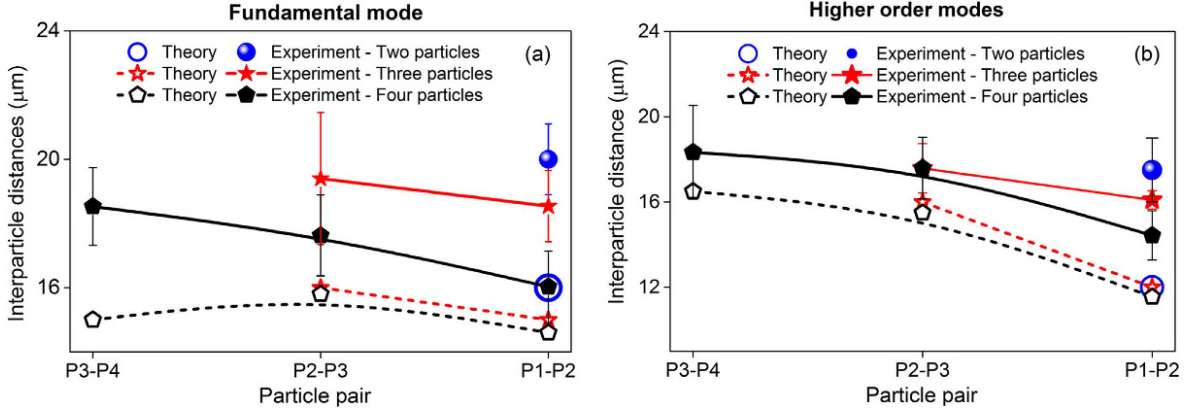 Fundamental mode
24
20
16
Interparticle distances (μm)
Theory Experiment - Two particles (a)
Theory Experiment - Three particles
Theory Experiment - Four particles
P3-P4 P2-P3 P1-P2
Particle pair
Higher order modes
24
20
16
12
Interparticle distance (μm)
Theory Experiment - Two particles (b)
Theory Experiment - Three particles
Theory Experiment - Four particles
P3-P4 P2-P3 P1-P2
Particle pair